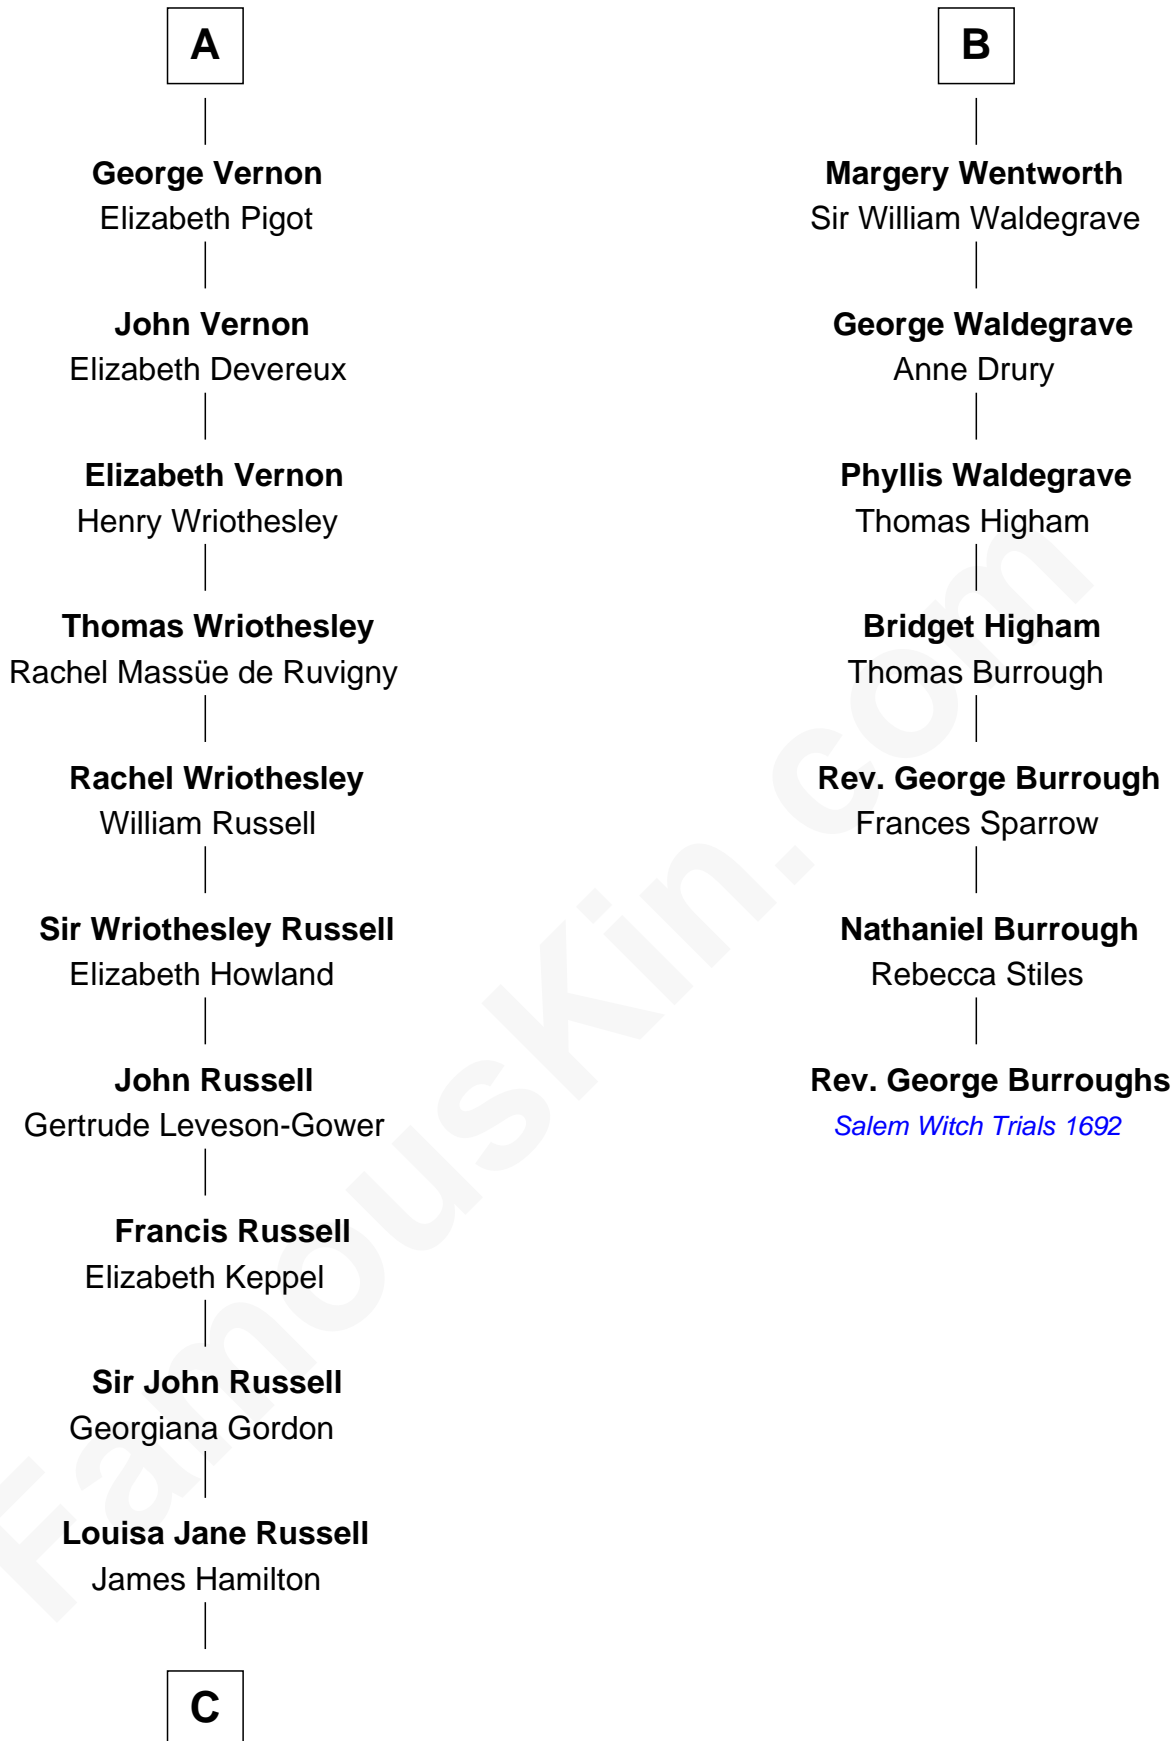 A
George Vernon
Elizabeth Pigot
John Vernon
Elizabeth Devereux
Elizabeth Vernon
Henry Wriothesley
Thomas Wriothesley
Rachel Massüe de Ruvigny
Rachel Wriothesley
William Russell
Sir Wriothesley Russell
Elizabeth Howland
John Russell
Gertrude Leveson-Gower
Francis Russell
Elizabeth Keppel
Sir John Russell
Georgiana Gordon
Louisa Jane Russell
James Hamilton
C
B
Margery Wentworth
Sir William Waldegrave
George Waldegrave
Anne Drury
Phyllis Waldegrave
Thomas Higham
Bridget Higham
Thomas Burrough
Rev. George Burrough
Frances Sparrow
Nathaniel Burrough
Rebecca Stiles
Rev. George Burroughs
Salem Witch Trials 1692
FamousKin.com